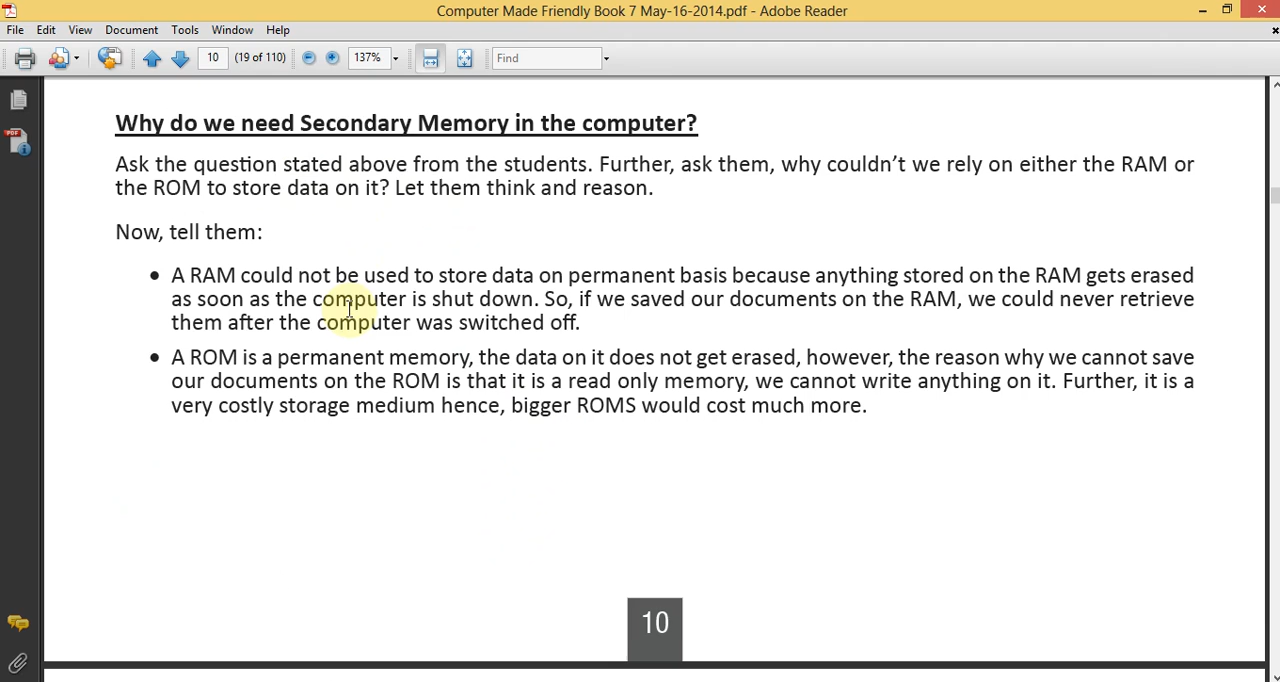 Computer Made Friendly Book 7 May-16-2014.pdf - Adobe Reader
File Edit View Document Tools Window Help
10 (19 of 110) 137% Find
Why do we need Secondary Memory in the computer?
Ask the question stated above from the students. Further, ask them, why couldn't we rely on either the RAM or
the ROM to store data on it? Let them think and reason.
Now, tell them:
• A RAM could not be used to store data on permanent basis because anything stored on the RAM gets erased
as soon as the computer is shut down. So, if we saved our documents on the RAM, we could never retrieve
them after the computer was switched off.
• A ROM is a permanent memory, the data on it does not get erased, however, the reason why we cannot save
our documents on the ROM is that it is a read only memory, we cannot write anything on it. Further, it is a
very costly storage medium hence, bigger ROMS would cost much more.
10